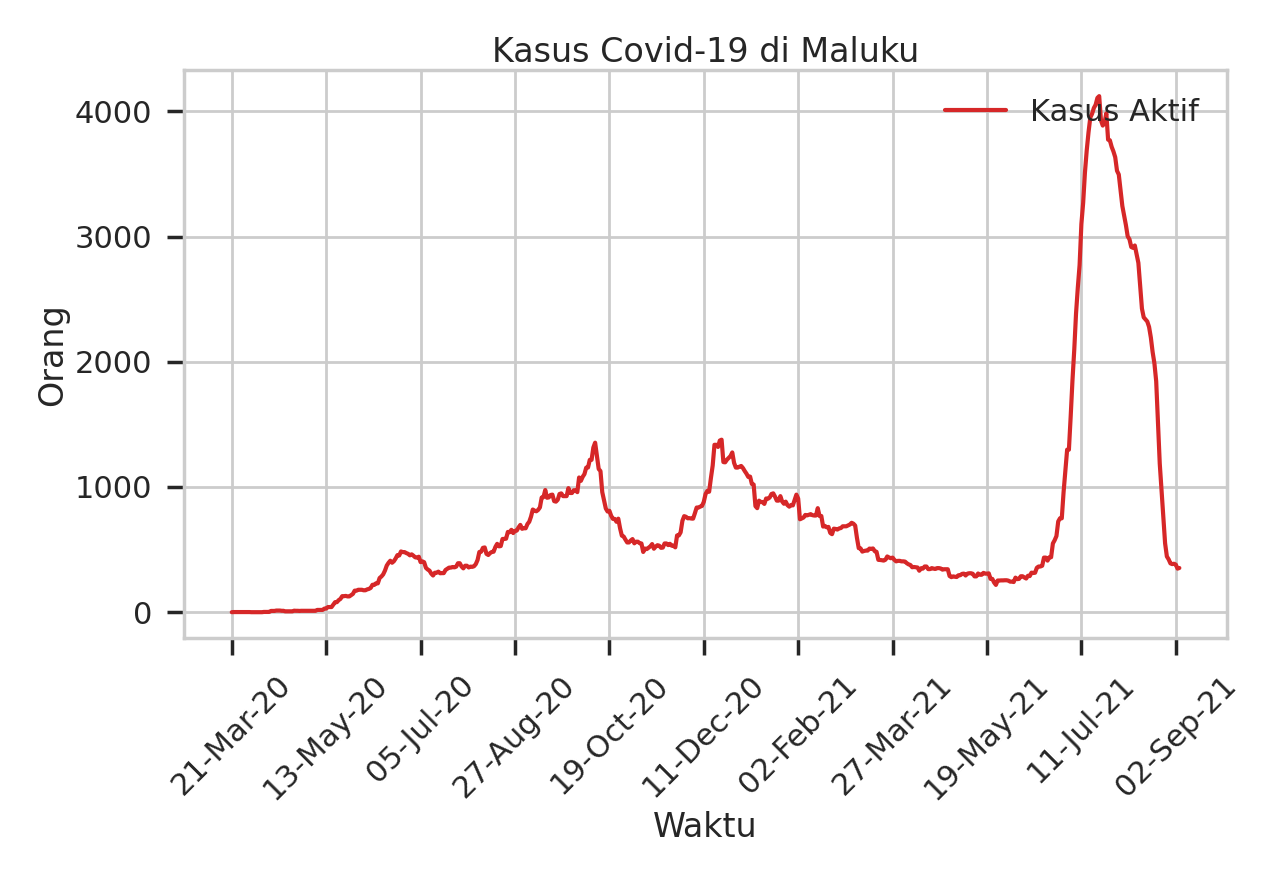 Kasus Covid-19 di Maluku
Kasus Aktif
Orang
4000
3000
2000
1000
0
21-Mar-20
13-May-20
05-Jul-20
27-Aug-20
19-Oct-20
11-Dec-20
02-Feb-21
27-Mar-21
19-May-21
11-Jul-21
02-Sep-21
Waktu